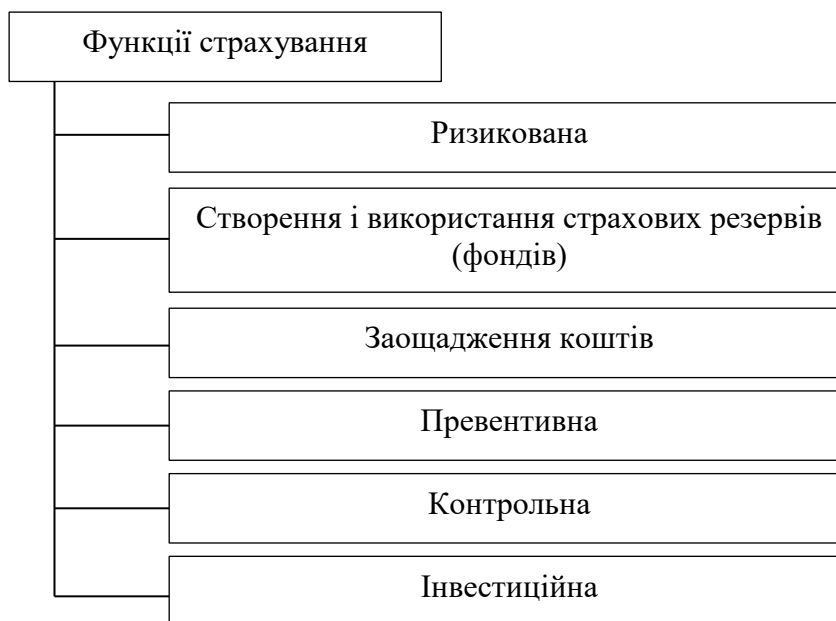 Функції страхування
Ризикована
Створення і використання страхових резервів
(фондів)
Заощадження коштів
Превентивна
Контрольна
Інвестиційна